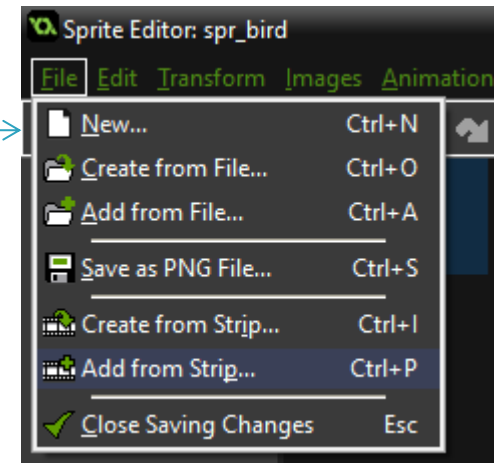 Sprite Editor: spr_bird
File Edit Transform Images Animation
New... Ctrl+N
Create from File... Ctrl+O
Add from File... Ctrl+A
Save as PNG File... Ctrl+S
Create from Strip... Ctrl+I
Add from Strip... Ctrl+P
Close Saving Changes Esc